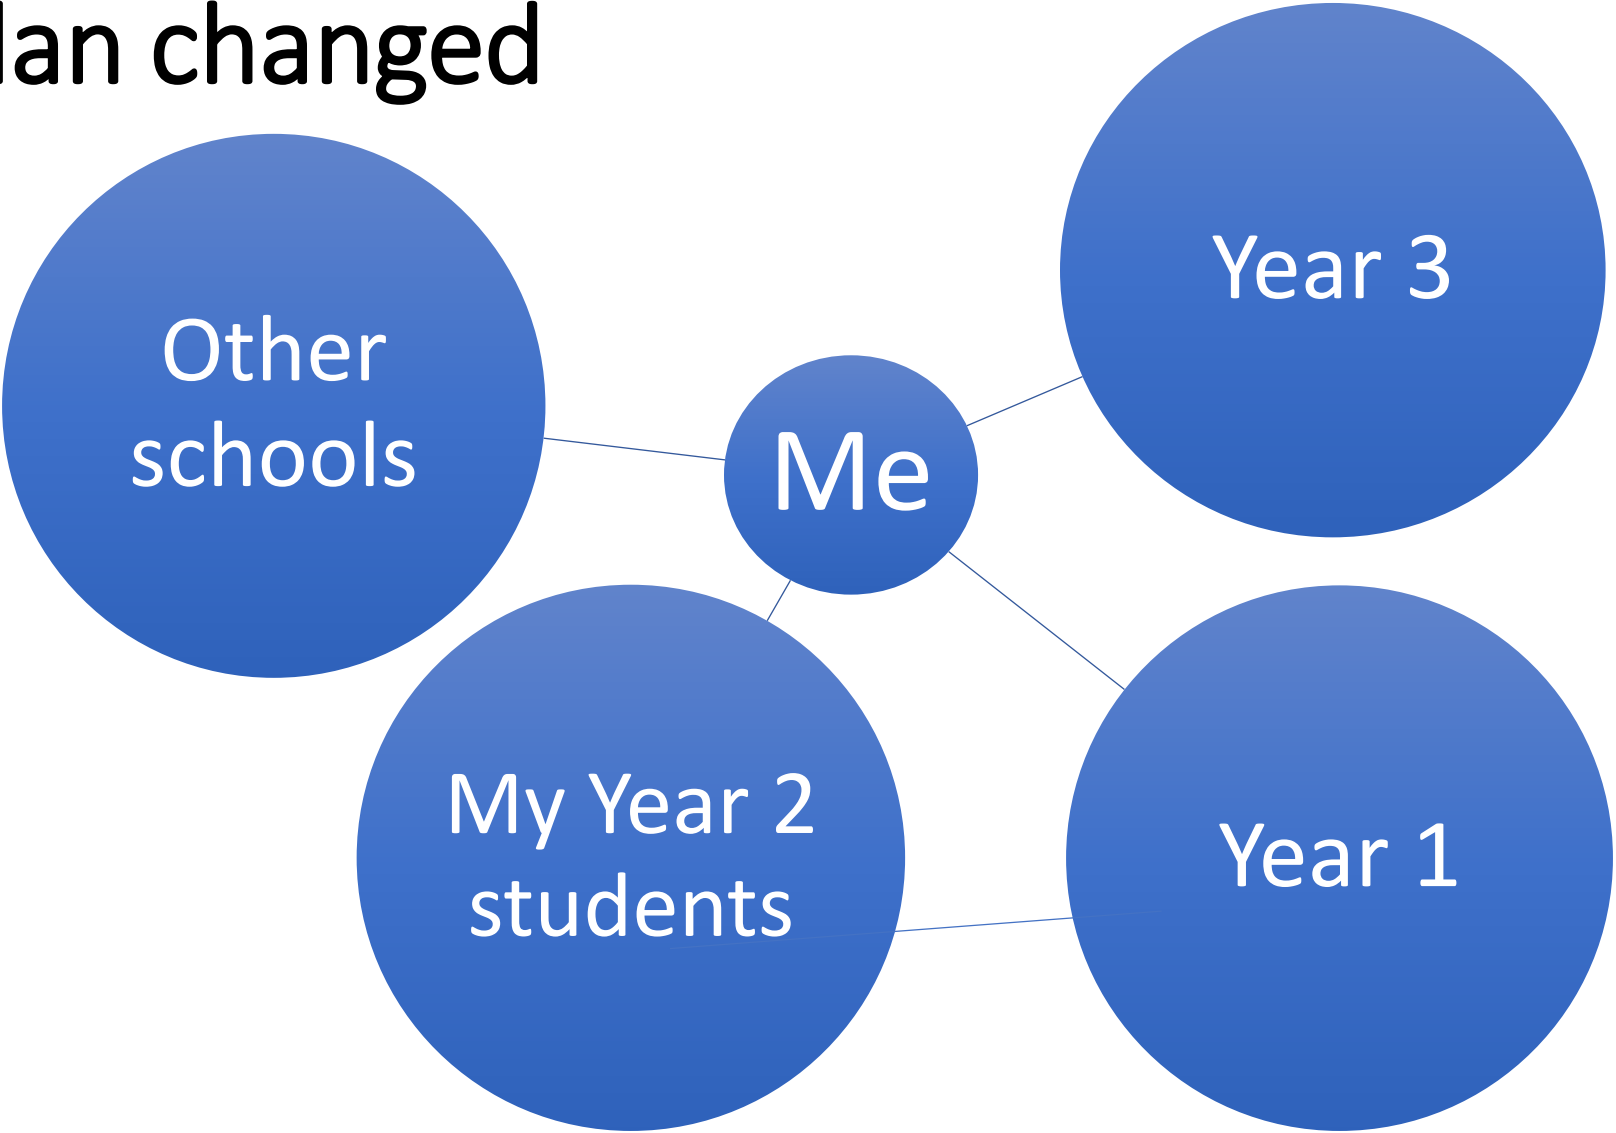 lan changed
Year 3
Other
schools
Me
My Year 2
students
Year 1